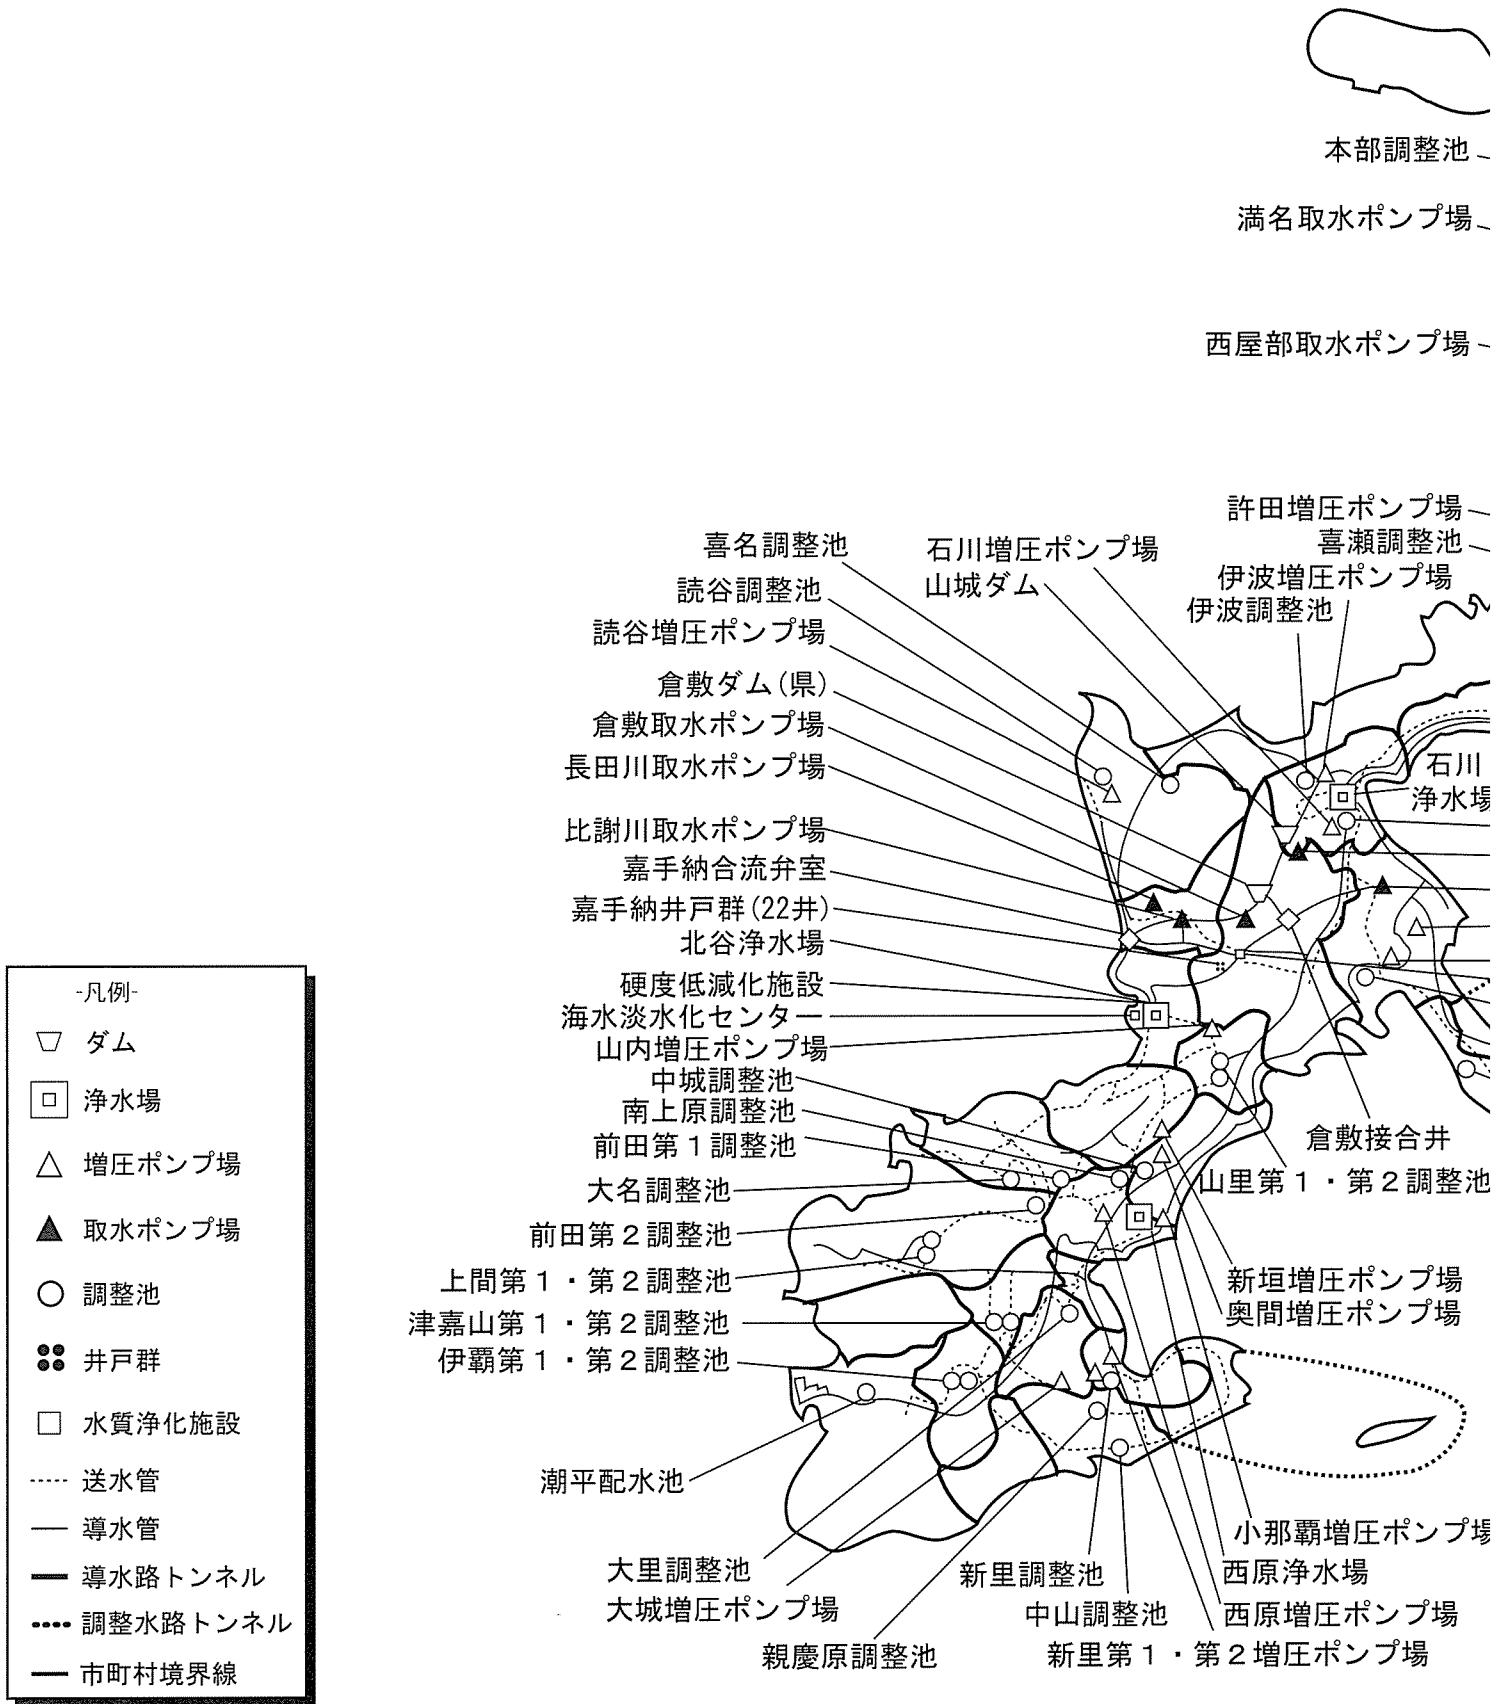 本部調整池
満名取水ポンプ場
西屋部取水ポンプ場
許田増圧ポンプ場
喜瀬調整池
伊波増圧ポンプ場
伊波調整池
石川増圧ポンプ場
山城ダム
喜名調整池
読谷調整池
読谷増圧ポンプ場
倉敷ダム(県)
倉敷取水ポンプ場
長田川取水ポンプ場
比謝川取水ポンプ場
嘉手納合流弁室
嘉手納井戸群(22井)
北谷浄水場
硬度低減化施設
海水淡水化センター
山内増圧ポンプ場
中城調整池
南上原調整池
前田第1調整池
大名調整池
前田第2調整池
上間第1・第2調整池
津嘉山第1・第2調整池
伊覇第1・第2調整池
潮平配水池
大里調整池
大城増圧ポンプ場
親慶原調整池
新里調整池
中山調整池
新里第1・第2増圧ポンプ場
西原増圧ポンプ場
西原浄水場
小那覇増圧ポンプ場
奥間増圧ポンプ場
新垣増圧ポンプ場
山里第1・第2調整池
倉敷接合井
石川
浄水場
-凡例-
ダム
浄水場
増圧ポンプ場
取水ポンプ場
調整池
井戸群
水質浄化施設
送水管
導水管
導水路トンネル
調整水路トンネル
市町村境界線